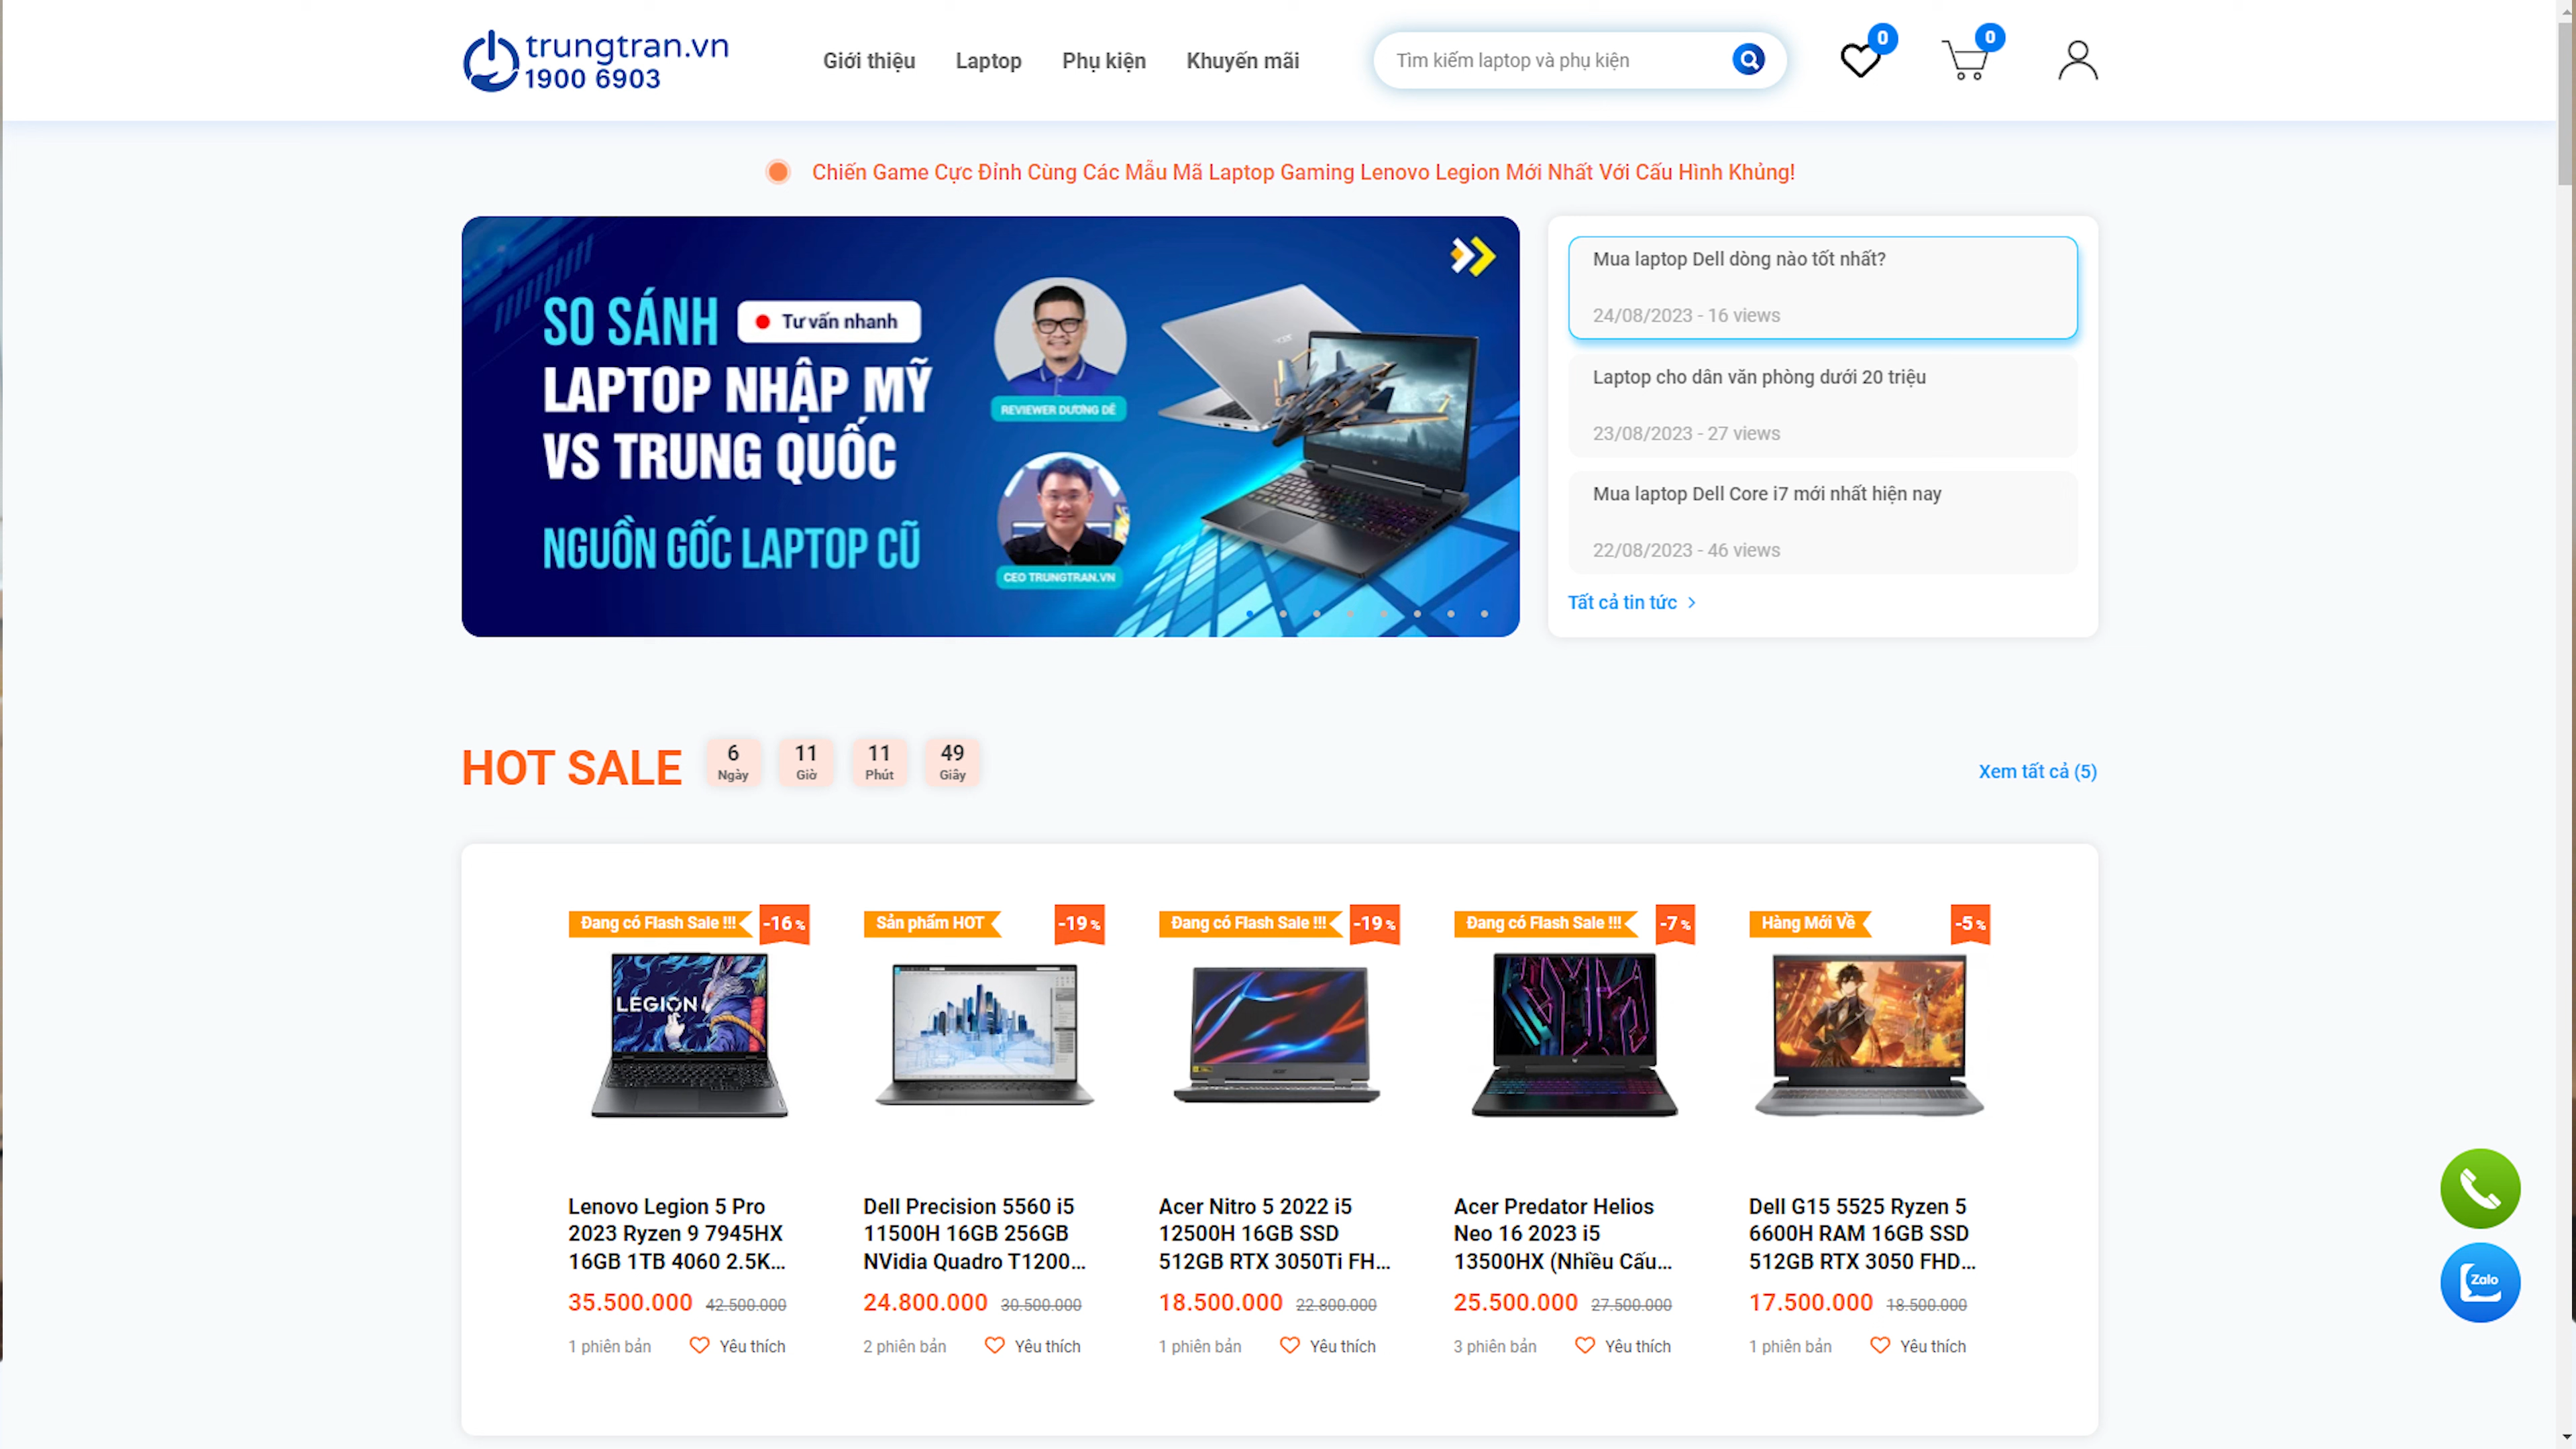 trungtran.vn
1900 6903
Giới thiệu
Laptop
Phụ kiện
Khuyến mãi
Tìm kiếm laptop và phụ kiện
0
0
Chiến Game Cực Đỉnh Cùng Các Mẫu Mã Laptop Gaming Lenovo Legion Mới Nhất Với Cấu Hình Khủng!
SO SÁNH
Tư vấn nhanh
LAPTOP NHẬP MỸ
VS TRUNG QUỐC
NGUỒN GỐC LAPTOP CŨ
REVIEWER DƯƠNG DÊ
CEO TRUNGTRAN.VN
Mua laptop Dell dòng nào tốt nhất?
24/08/2023 - 16 views
Laptop cho dân văn phòng dưới 20 triệu
23/08/2023 - 27 views
Mua laptop Dell Core i7 mới nhất hiện nay
22/08/2023 - 46 views
Tất cả tin tức
HOT SALE
6
Ngày
11
Giờ
11
Phút
49
Giây
Xem tất cả (5)
Đang có Flash Sale !!!
-16 %
LEGION
Lenovo Legion 5 Pro
2023 Ryzen 9 7945HX
16GB 1TB 4060 2.5K...
35.500.000 42.500.000
1 phiên bản
Yêu thích
Sản phẩm HOT
-19 %
Dell Precision 5560 i5
11500H 16GB 256GB
NVidia Quadro T1200...
24.800.000 30.500.000
2 phiên bản
Yêu thích
Đang có Flash Sale !!!
-19 %
Acer Nitro 5 2022 i5
12500H 16GB SSD
512GB RTX 3050Ti FH...
18.500.000 22.800.000
1 phiên bản
Yêu thích
Đang có Flash Sale !!!
-7 %
Acer Predator Helios
Neo 16 2023 i5
13500HX (Nhiều Cấu...
25.500.000 27.500.000
3 phiên bản
Yêu thích
Hàng Mới Về
-5 %
Dell G15 5525 Ryzen 5
6600H RAM 16GB SSD
512GB RTX 3050 FHD...
17.500.000 18.500.000
1 phiên bản
Yêu thích
Zalo